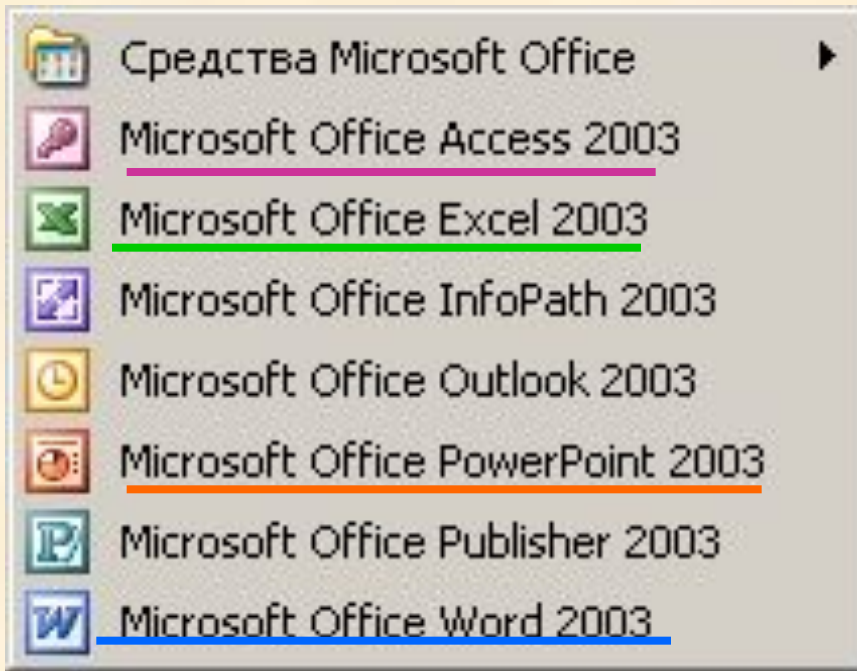 Средства Microsoft Office
Microsoft Office Access 2003
Microsoft Office Excel 2003
Microsoft Office InfoPath 2003
Microsoft Office Outlook 2003
Microsoft Office PowerPoint 2003
Microsoft Office Publisher 2003
Microsoft Office Word 2003